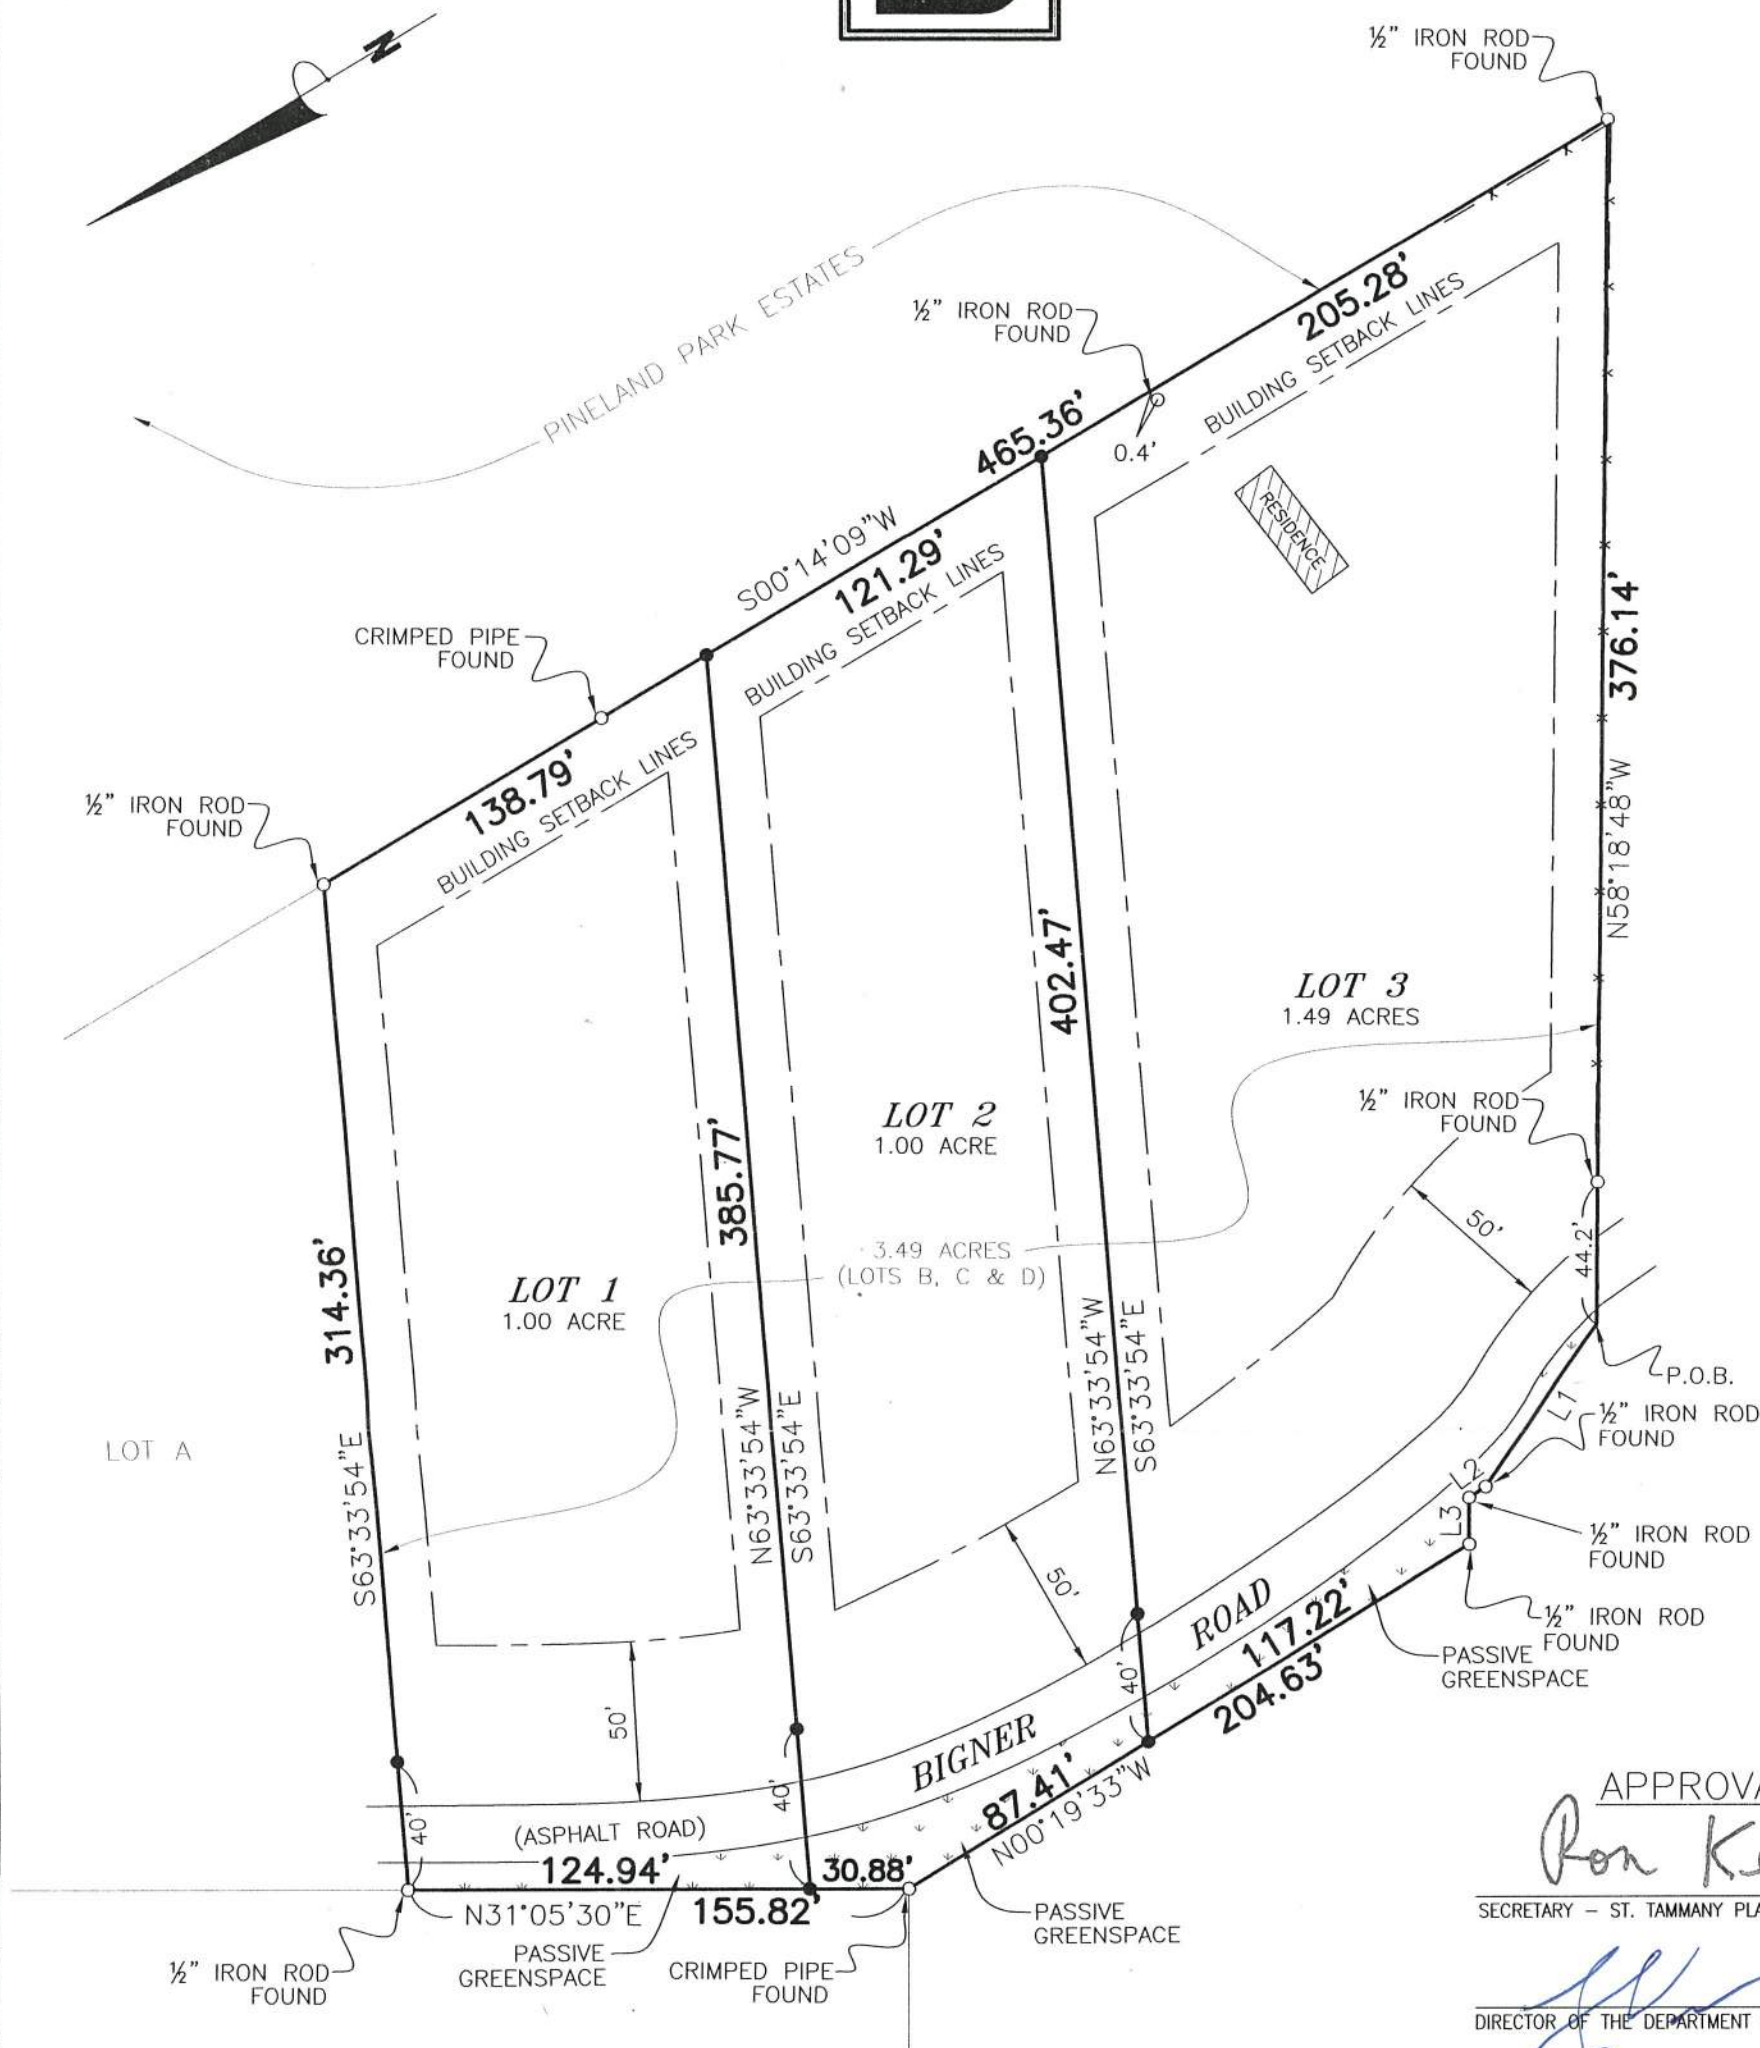 N
½" IRON ROD
FOUND
PINELAND PARK ESTATES
½" IRON ROD
FOUND
205.28'
BUILDING SETBACK LINES
465.36'
0.4'
RESIDENCE
S00°14'09"W
121.29'
BUILDING SETBACK LINES
CRIMPED PIPE
FOUND
376.14'
N58°18'48"W
138.79'
BUILDING SETBACK LINES
½" IRON ROD
FOUND
402.47'
LOT 3
1.49 ACRES
½" IRON ROD
FOUND
LOT 2
1.00 ACRE
385.77'
50'
44.2'
3.49 ACRES
(LOTS B, C & D)
LOT 1
1.00 ACRE
314.36'
N63°33'54"W
S63°33'54"E
P.O.B.
L1
½" IRON ROD
FOUND
LOT A
S63°33'54"E
N63°33'54"W
S63°33'54"E
L2
L3
½" IRON ROD
FOUND
50'
½" IRON ROD
FOUND
BIGNER ROAD
117.22'
204.63'
PASSIVE
GREENSPACE
40'
50'
40'
40'
87.41'
N00°19'33"W
(ASPHALT ROAD)
124.94'
30.88'
N31°05'30"E
155.82'
PASSIVE
GREENSPACE
PASSIVE
GREENSPACE
½" IRON ROD
FOUND
CRIMPED PIPE
FOUND
APPROVA
Ron
SECRETARY – ST. TAMMANY PLA
DIRECTOR OF THE DEPARTMENT